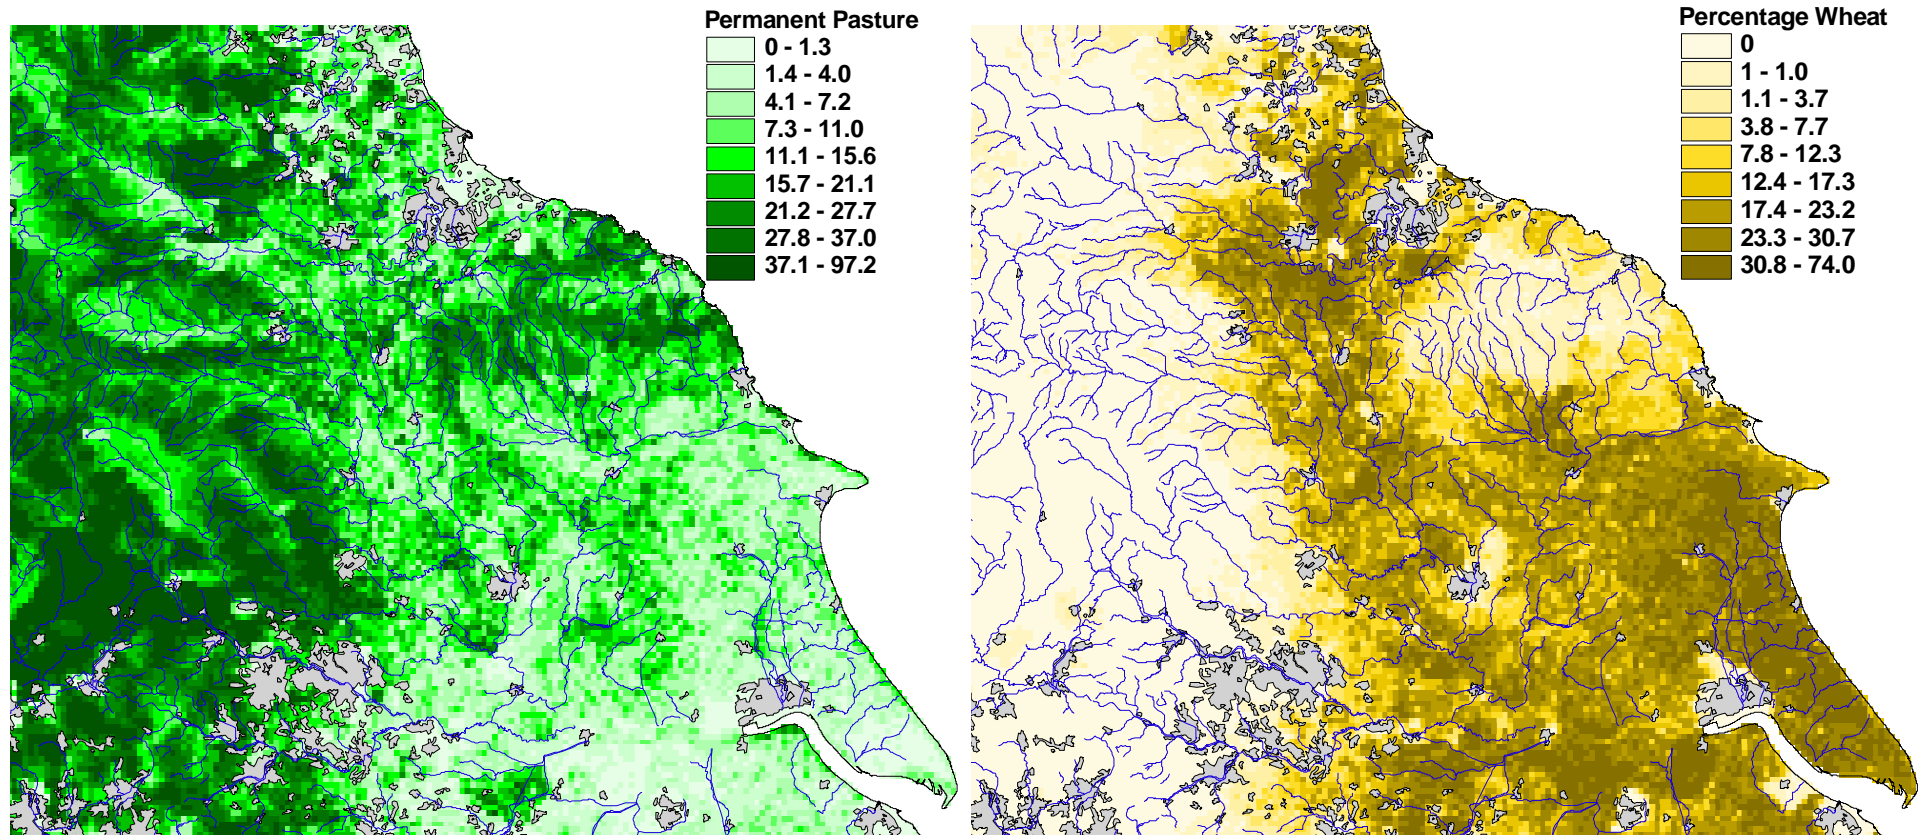 Permanent Pasture
0 - 1.3
1.4 - 4.0
4.1 - 7.2
7.3 - 11.0
11.1 - 15.6
15.7 - 21.1
21.2 - 27.7
27.8 - 37.0
37.1 - 97.2
Percentage Wheat
0
1 - 1.0
1.1 - 3.7
3.8 - 7.7
7.8 - 12.3
12.4 - 17.3
17.4 - 23.2
23.3 - 30.7
30.8 - 74.0